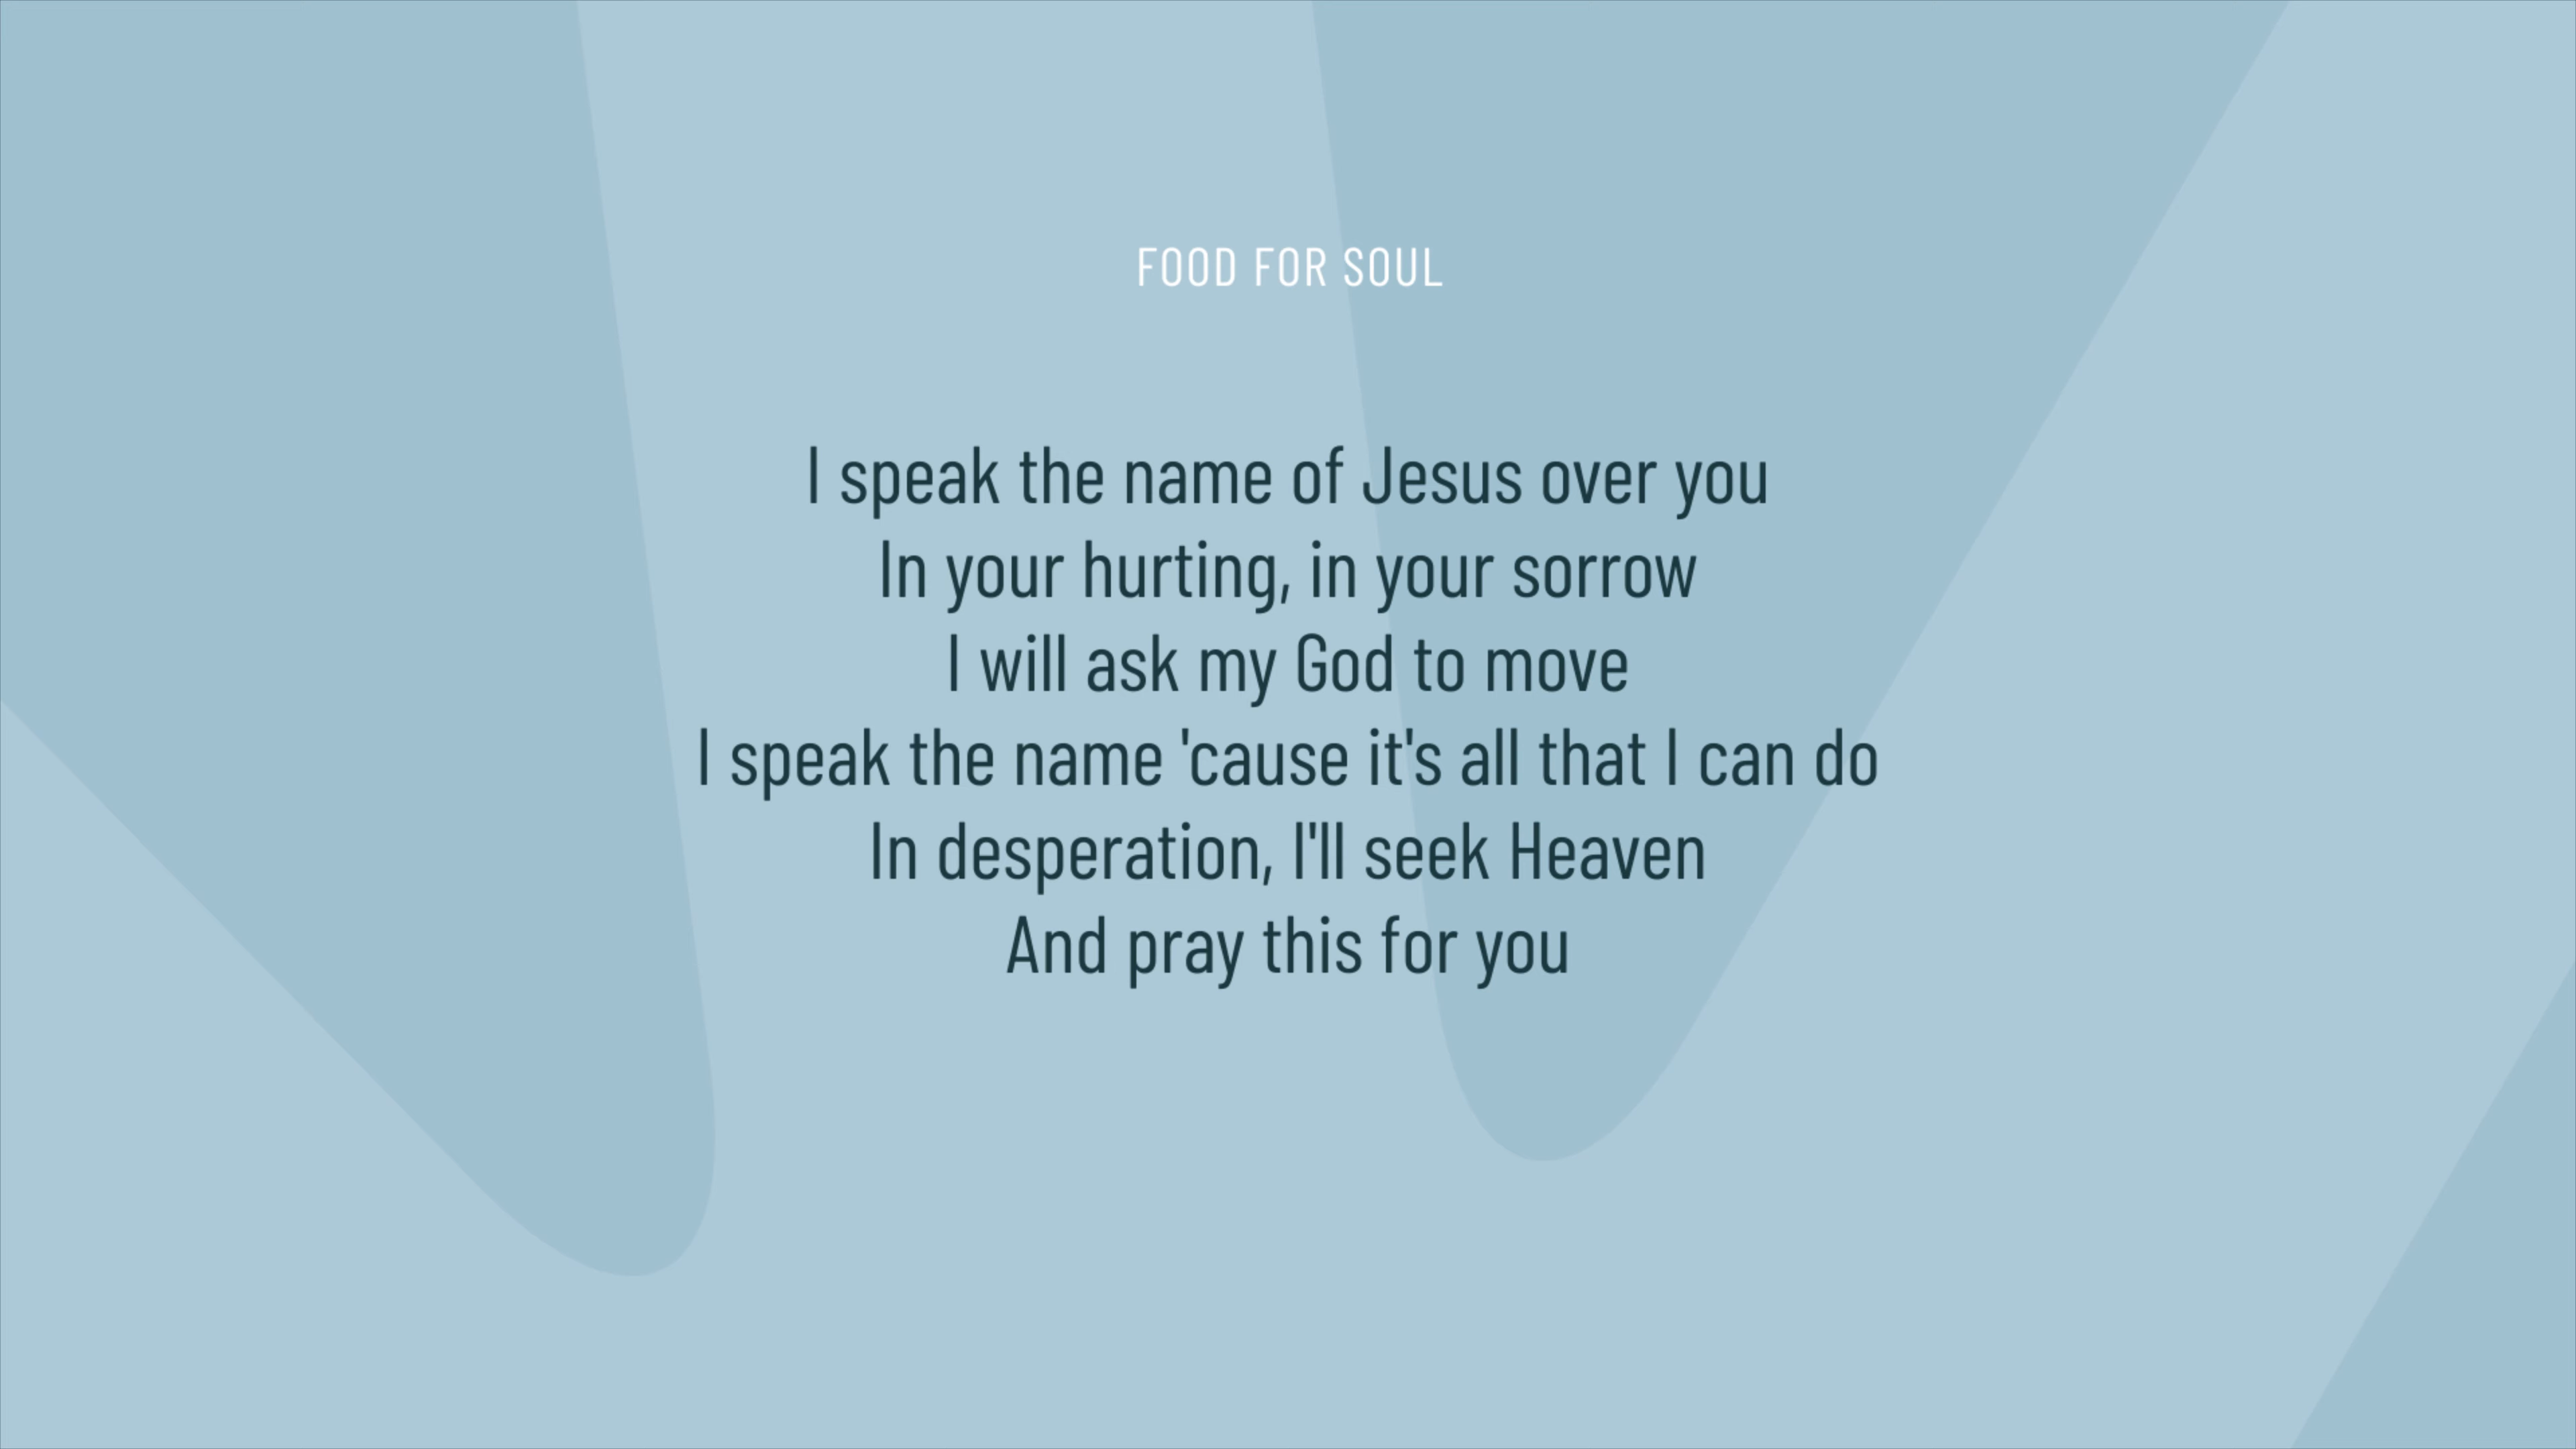 FOOD FOR SOUL
I speak the name of Jesus over you
In your hurting, in your sorrow
I will ask my God to move
I speak the name 'cause it's all that I can do
In desperation, I'll seek Heaven
And pray this for you